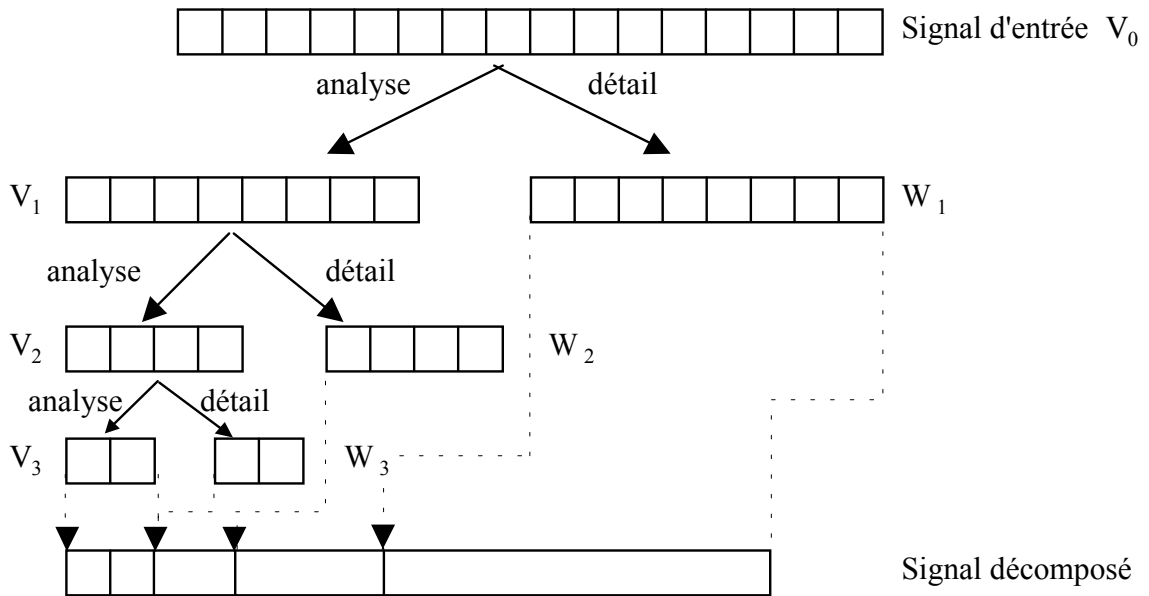 Signal d'entrée V₀
analyse détail
V₁ W₁
analyse détail
V₂ W₂
analyse détail
V₃ W₃
Signal décomposé